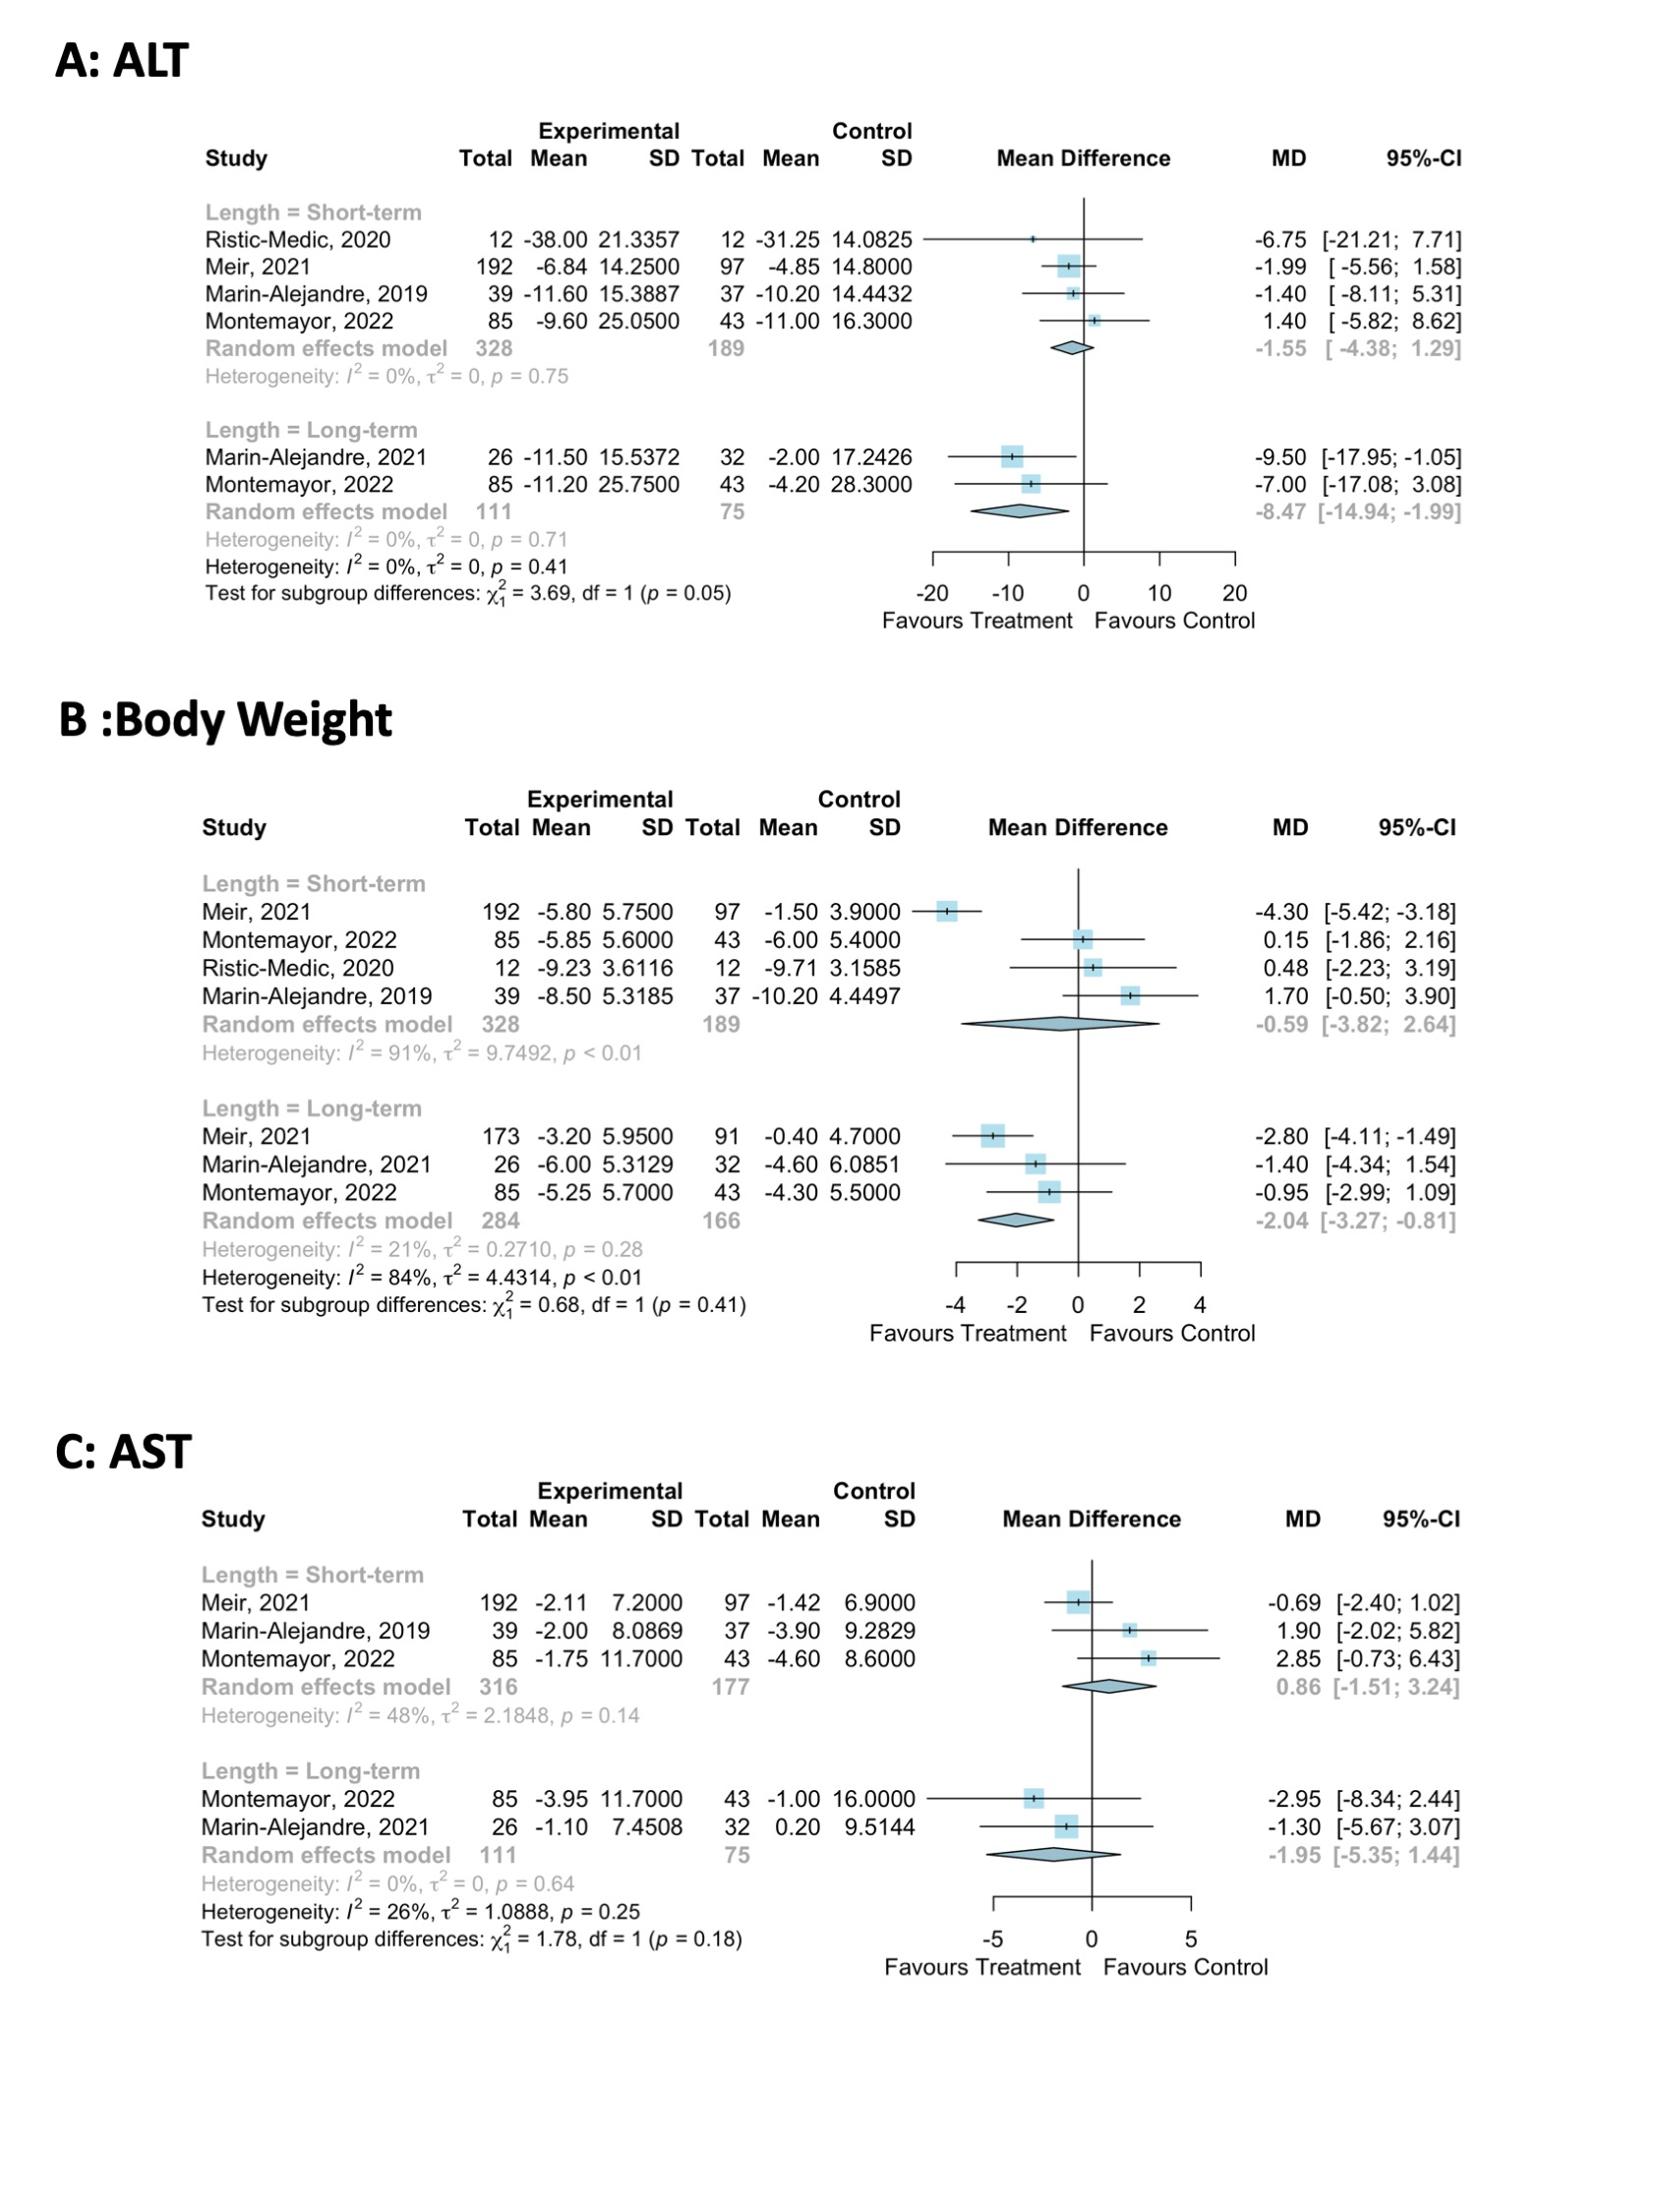 A: ALT
Experimental Control
Study Total Mean SD Total Mean SD Mean Difference MD 95%-CI
Length = Short-term
Ristic-Medic, 2020 12 -38.00 21.3357 12 -31.25 14.0825 -6.75 [-21.21; 7.71]
Meir, 2021 192 -6.84 14.2500 97 -4.85 14.8000 -1.99 [ -5.56; 1.58]
Marin-Alejandre, 2019 39 -11.60 15.3887 37 -10.20 14.4432 -1.40 [ -8.11; 5.31]
Montemayor, 2022 85 -9.60 25.0500 43 -11.00 16.3000 1.40 [ -5.82; 8.62]
Random effects model 328 189 -1.55 [ -4.38; 1.29]
Heterogeneity: I² = 0%, τ² = 0, p = 0.75
Length = Long-term
Marin-Alejandre, 2021 26 -11.50 15.5372 32 -2.00 17.2426 -9.50 [-17.95; -1.05]
Montemayor, 2022 85 -11.20 25.7500 43 -4.20 28.3000 -7.00 [-17.08; 3.08]
Random effects model 111 75 -8.47 [-14.94; -1.99]
Heterogeneity: I² = 0%, τ² = 0, p = 0.71
Heterogeneity: I² = 0%, τ² = 0, p = 0.41
Test for subgroup differences: χ²₁ = 3.69, df = 1 (p = 0.05)
-20 -10 0 10 20
Favours Treatment Favours Control
B :Body Weight
Experimental Control
Study Total Mean SD Total Mean SD Mean Difference MD 95%-CI
Length = Short-term
Meir, 2021 192 -5.80 5.7500 97 -1.50 3.9000 -4.30 [-5.42; -3.18]
Montemayor, 2022 85 -5.85 5.6000 43 -6.00 5.4000 0.15 [-1.86; 2.16]
Ristic-Medic, 2020 12 -9.23 3.6116 12 -9.71 3.1585 0.48 [-2.23; 3.19]
Marin-Alejandre, 2019 39 -8.50 5.3185 37 -10.20 4.4497 1.70 [-0.50; 3.90]
Random effects model 328 189 -0.59 [-3.82; 2.64]
Heterogeneity: I² = 91%, τ² = 9.7492, p < 0.01
Length = Long-term
Meir, 2021 173 -3.20 5.9500 91 -0.40 4.7000 -2.80 [-4.11; -1.49]
Marin-Alejandre, 2021 26 -6.00 5.3129 32 -4.60 6.0851 -1.40 [-4.34; 1.54]
Montemayor, 2022 85 -5.25 5.7000 43 -4.30 5.5000 -0.95 [-2.99; 1.09]
Random effects model 284 166 -2.04 [-3.27; -0.81]
Heterogeneity: I² = 21%, τ² = 0.2710, p = 0.28
Heterogeneity: I² = 84%, τ² = 4.4314, p < 0.01
Test for subgroup differences: χ²₁ = 0.68, df = 1 (p = 0.41)
-4 -2 0 2 4
Favours Treatment Favours Control
C: AST
Experimental Control
Study Total Mean SD Total Mean SD Mean Difference MD 95%-CI
Length = Short-term
Meir, 2021 192 -2.11 7.2000 97 -1.42 6.9000 -0.69 [-2.40; 1.02]
Marin-Alejandre, 2019 39 -2.00 8.0869 37 -3.90 9.2829 1.90 [-2.02; 5.82]
Montemayor, 2022 85 -1.75 11.7000 43 -4.60 8.6000 2.85 [-0.73; 6.43]
Random effects model 316 177 0.86 [-1.51; 3.24]
Heterogeneity: I² = 48%, τ² = 2.1848, p = 0.14
Length = Long-term
Montemayor, 2022 85 -3.95 11.7000 43 -1.00 16.0000 -2.95 [-8.34; 2.44]
Marin-Alejandre, 2021 26 -1.10 7.4508 32 0.20 9.5144 -1.30 [-5.67; 3.07]
Random effects model 111 75 -1.95 [-5.35; 1.44]
Heterogeneity: I² = 0%, τ² = 0, p = 0.64
Heterogeneity: I² = 26%, τ² = 1.0888, p = 0.25
Test for subgroup differences: χ²₁ = 1.78, df = 1 (p = 0.18)
-5 0 5
Favours Treatment Favours Control